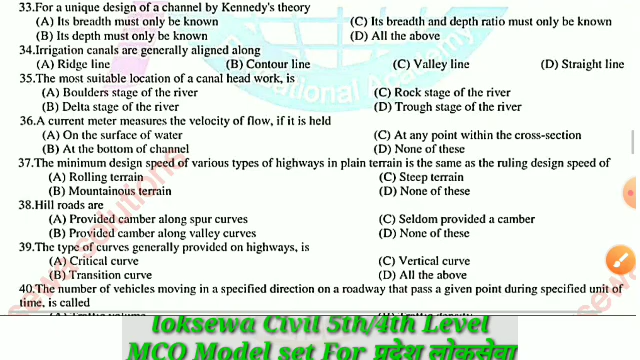 33.For a unique design of a channel by Kennedy's theory
(A) Its breadth must only be known (C) Its breadth and depth ratio must only be known
(B) Its depth must only be known (D) All the above
34.Irrigation canals are generally aligned along
(A) Ridge line (B) Contour line (C) Valley line (D) Straight line
35.The most suitable location of a canal head work, is
(A) Boulders stage of the river (C) Rock stage of the river
(B) Delta stage of the river (D) Trough stage of the river
36.A current meter measures the velocity of flow, if it is held
(A) On the surface of water (C) At any point within the cross-section
(B) At the bottom of channel (D) None of these
37.The minimum design speed of various types of highways in plain terrain is the same as the ruling design speed of
(A) Rolling terrain (C) Steep terrain
(B) Mountainous terrain (D) None of these
38.Hill roads are
(A) Provided camber along spur curves (C) Seldom provided a camber
(B) Provided camber along valley curves (D) None of these
39.The type of curves generally provided on highways, is
(A) Critical curve (C) Vertical curve
(B) Transition curve (D) All the above
40.The number of vehicles moving in a specified direction on a roadway that pass a given point during specified unit of
time, is called
loksewa Civil 5th/4th Level
MCQ Model set For प्रदेश लोकसेवा